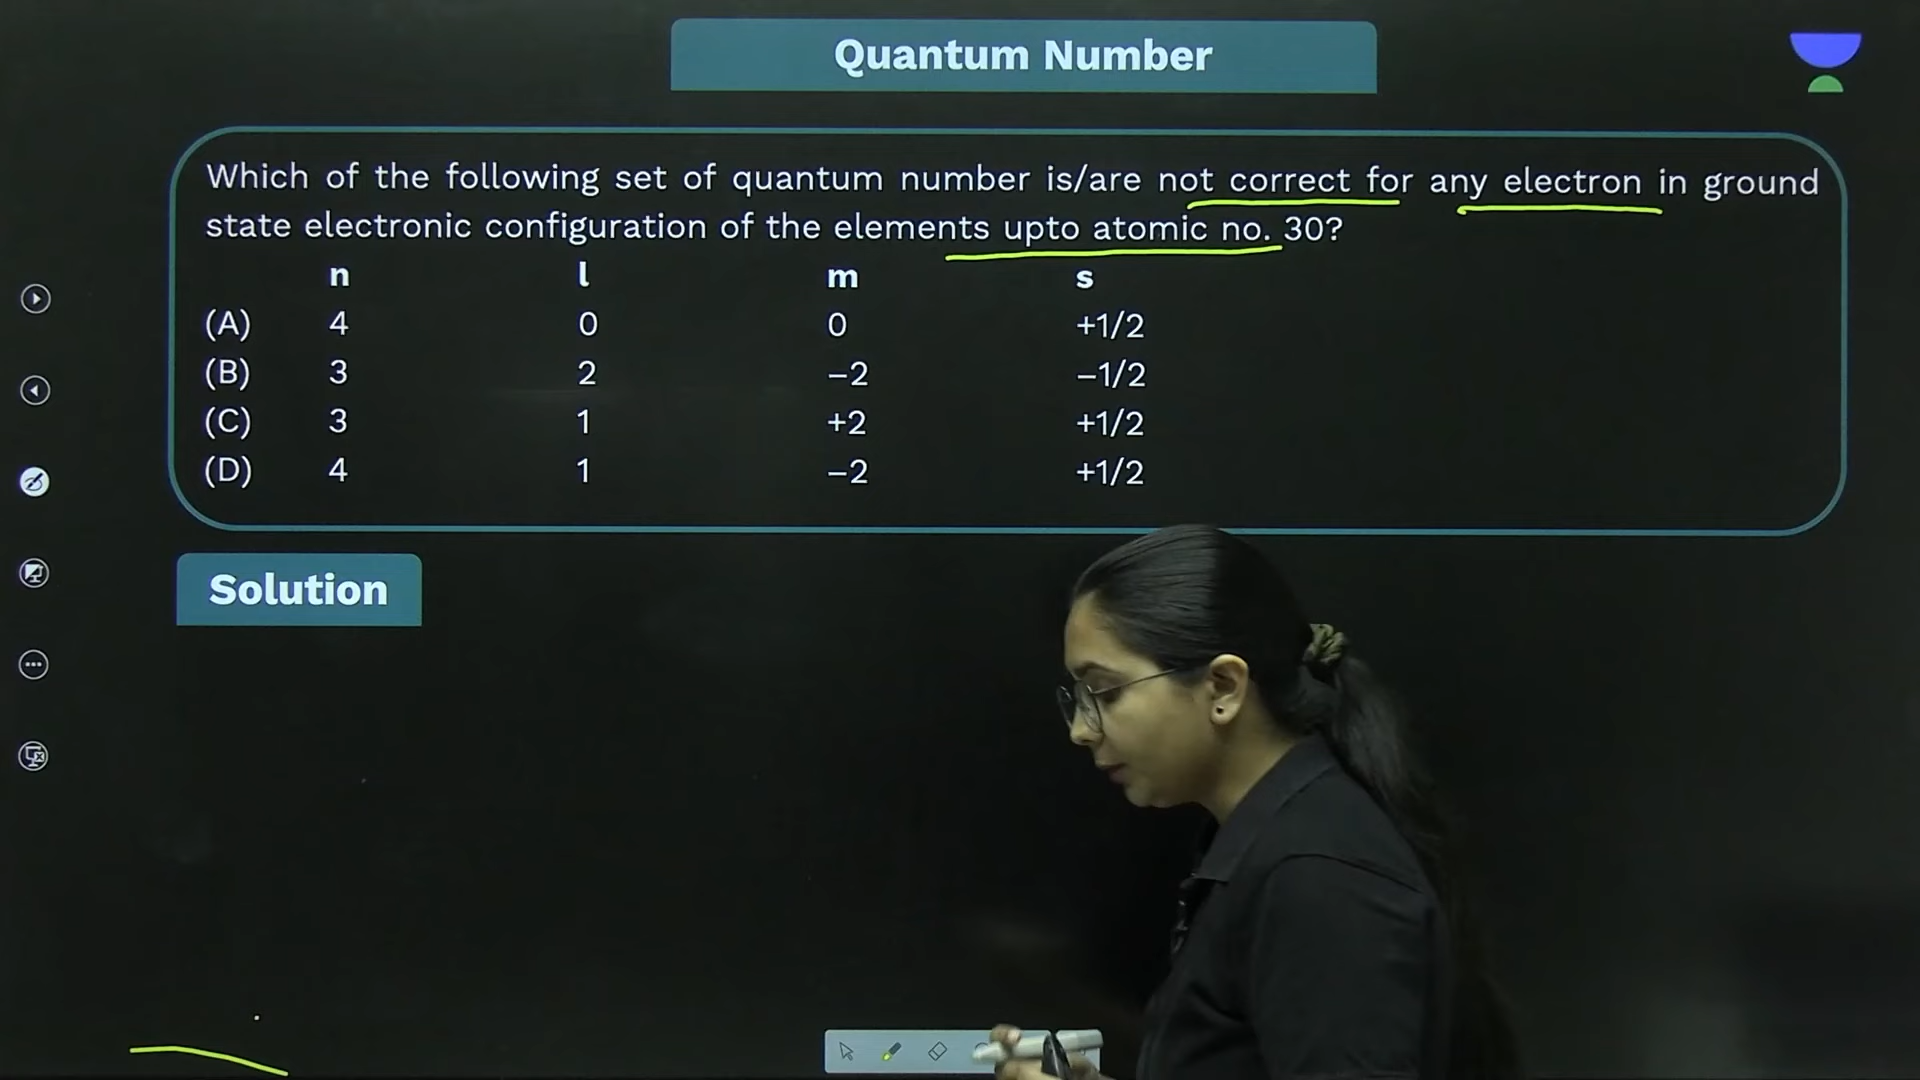 Quantum Number
Which of the following set of quantum number is/are not correct for any electron in ground
state electronic configuration of the elements upto atomic no. 30?
n l m s
(A) 4 0 0 +1/2
(B) 3 2 −2 −1/2
(C) 3 1 +2 +1/2
(D) 4 1 −2 +1/2
Solution